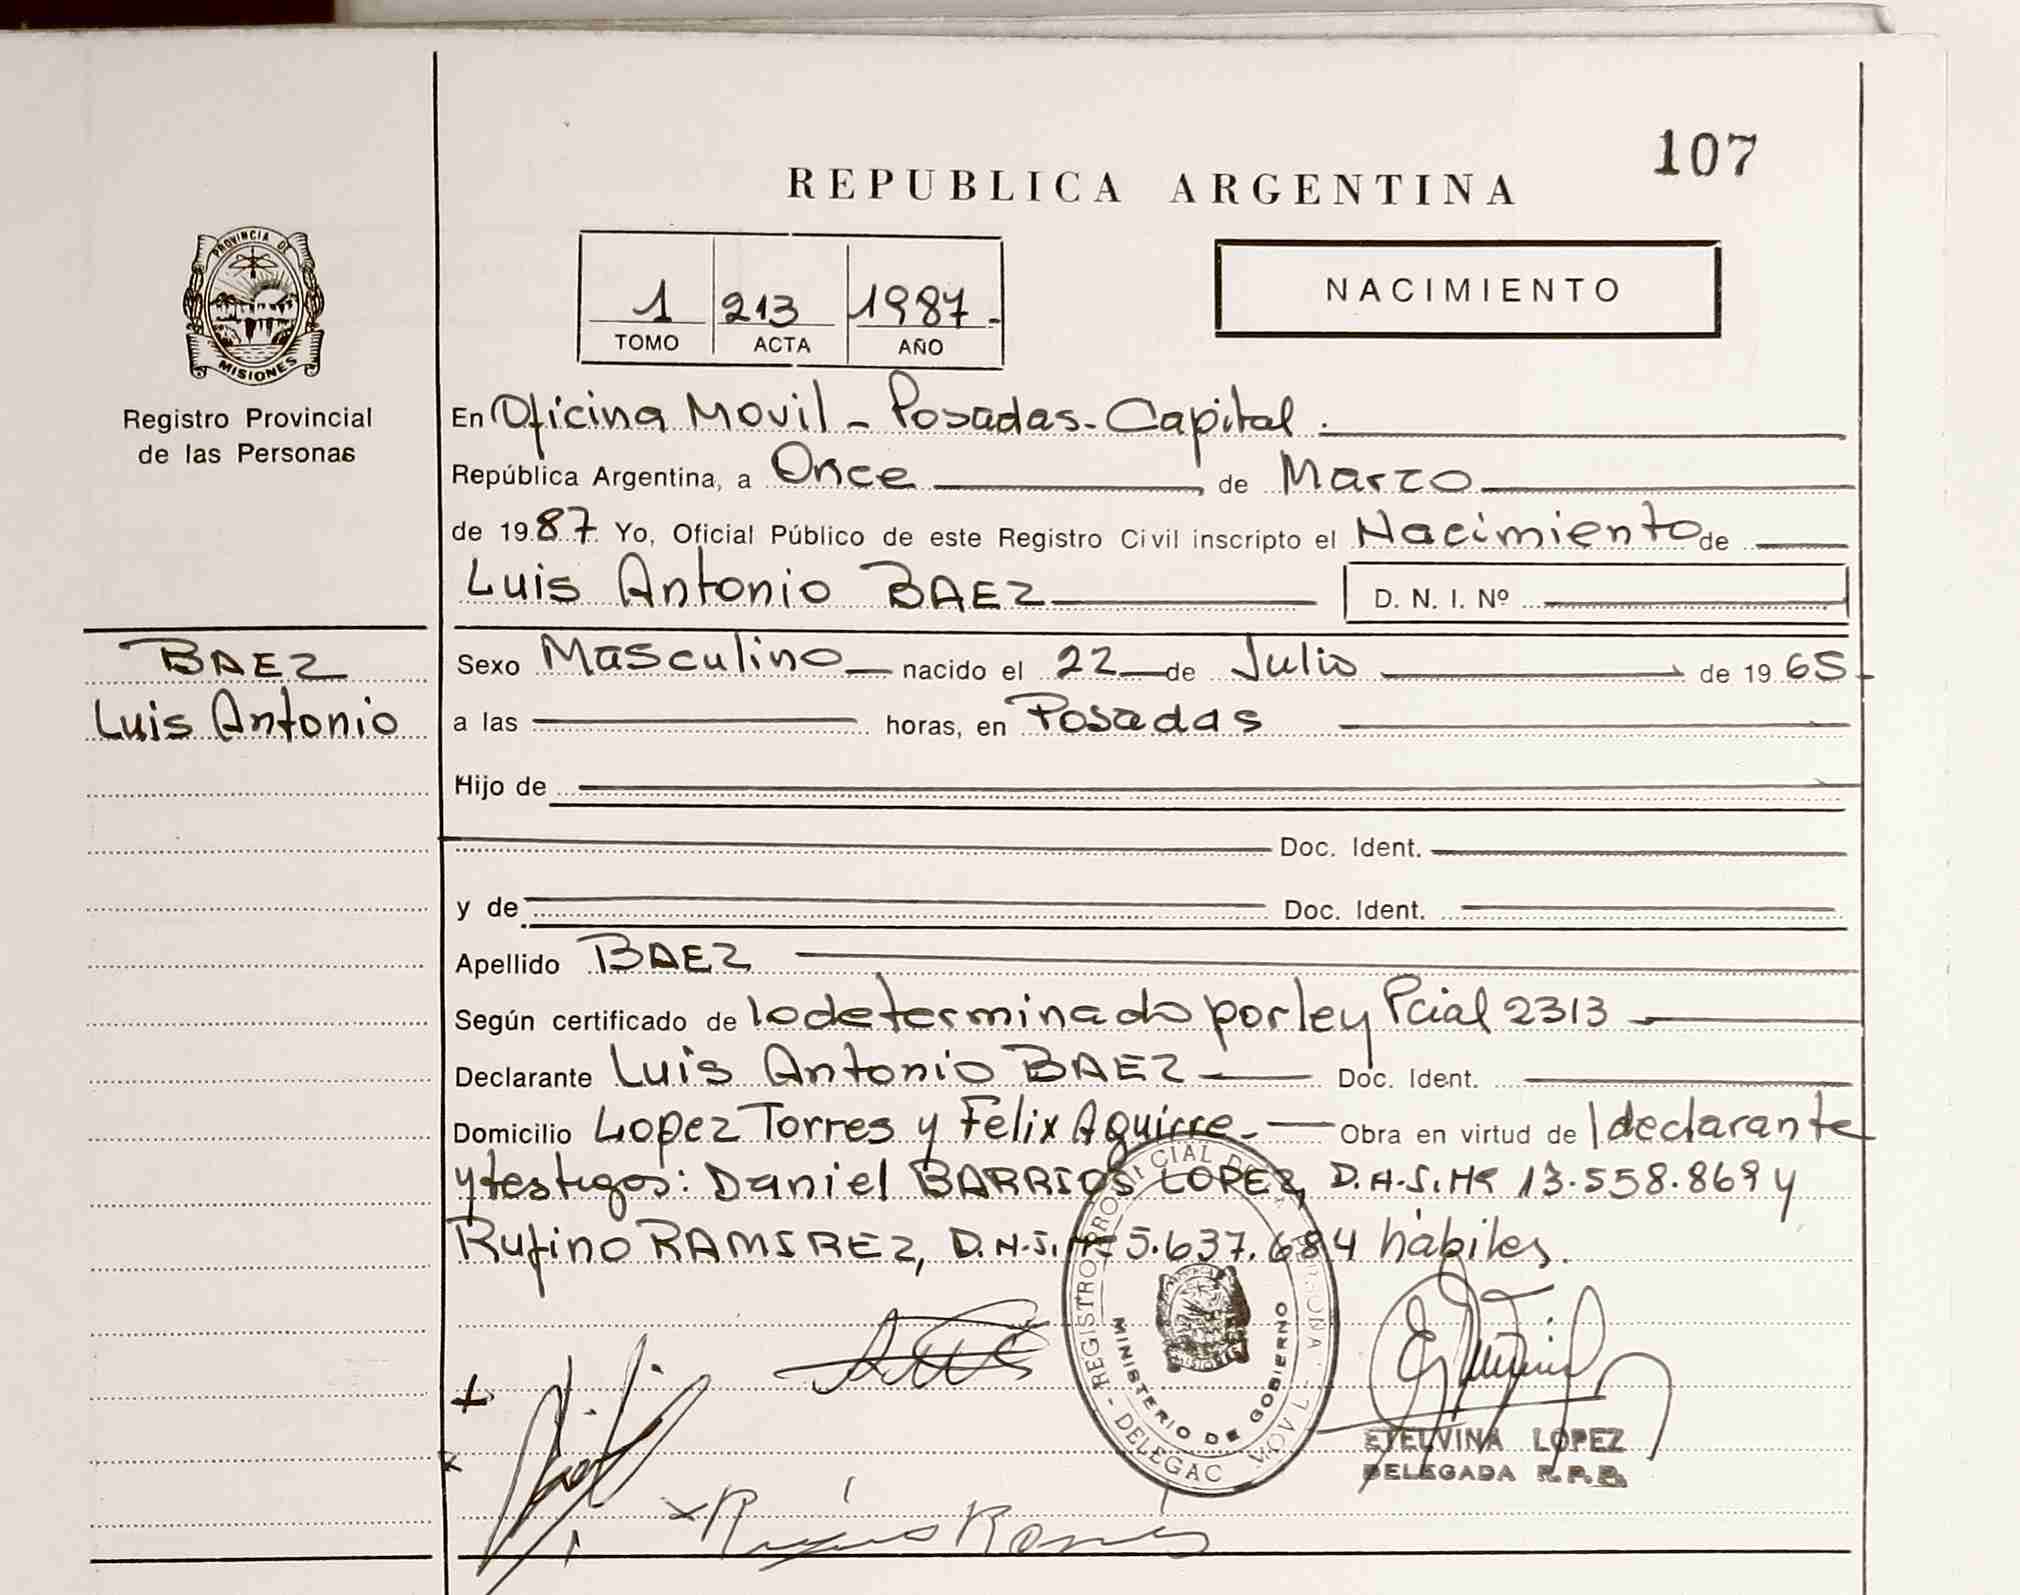 107
REPUBLICA ARGENTINA
PROVINCIA DE
MISIONES
Registro Provincial
de las Personas
1 213 1987
TOMO ACTA AÑO
NACIMIENTO
En Oficina Movil - Posadas - Capital.
República Argentina, a Once de Marzo
de 1987. Yo, Oficial Público de este Registro Civil inscripto el Nacimiento de
Luis Antonio BAEZ D. N. I. Nº
BAEZ
Luis Antonio
Sexo Masculino nacido el 22 de Julio de 1965
a las horas, en Posadas
Hijo de
Doc. Ident.
y de Doc. Ident.
Apellido BAEZ
Según certificado de lo determinado por ley Pcial 2313
Declarante Luis Antonio BAEZ Doc. Ident.
Domicilio Lopez Torres y Felix Aguirre - Obra en virtud de declarante
y testigos: Daniel BARRIOS LOPEZ, D.N.I. Nº 13.558.869 y
Rufino RAMIREZ, D.N.I. Nº 5.637.684 hábiles.
REGISTRO PROVINCIAL DE
MINISTERIO DE GOBIERNO
MISIONES
ETELVINA LOPEZ
DELEGADA R.P.P.